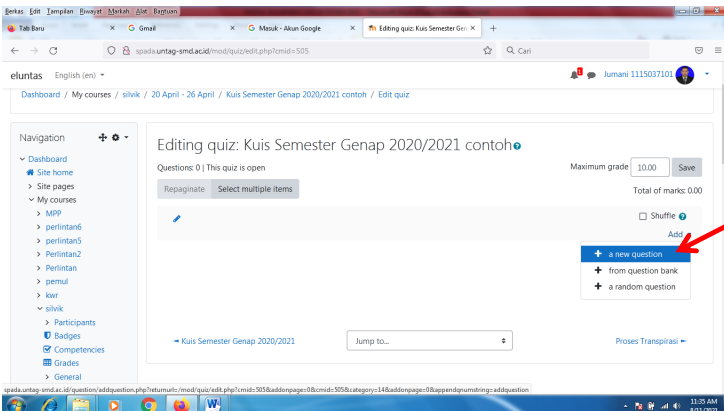 Berkas Edit Tampilan Riwayat Markah Alat Bantuan
Tab Baru
Gmail
Masuk - Akun Google
Editing quiz: Kuis Semester Gen
spada.untag-smd.ac.id/mod/quiz/edit.php?cmid=505
Cari
eluntas English (en)
1
Jumani 1115037101
Dashboard / My courses / silvik / 20 April - 26 April / Kuis Semester Genap 2020/2021 contoh / Edit quiz
Navigation
Dashboard
Site home
Site pages
My courses
MPP
perlintan6
perlintan5
Perlintan2
Perlintan
pemul
kwr
silvik
Participants
Badges
Competencies
Grades
General
Editing quiz: Kuis Semester Genap 2020/2021 contoh
Questions: 0 | This quiz is open
Maximum grade 10.00 Save
Repaginate Select multiple items
Total of marks: 0.00
Shuffle
Add
a new question
from question bank
a random question
◄ Kuis Semester Genap 2020/2021
Jump to...
Proses Transpirasi ►
spada.untag-smd.ac.id/question/addquestion.php?returnurl=/mod/quiz/edit.php?cmid=505&addonpage=0&cmid=505&category=14&addonpage=0&appendqnumstring=addquestion
11:35 AM